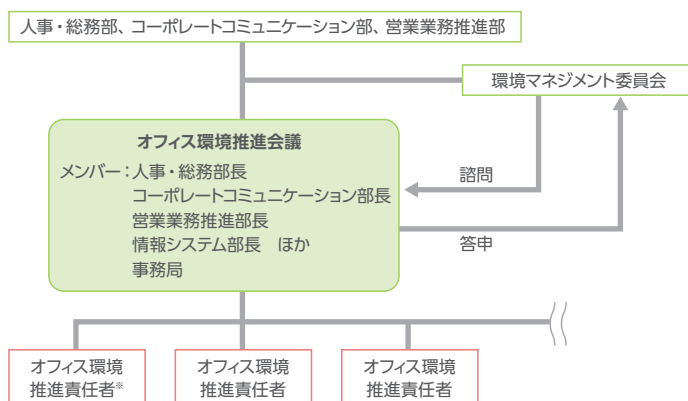 人事・総務部、コーポレートコミュニケーション部、営業業務推進部
環境マネジメント委員会
オフィス環境推進会議
メンバー：人事・総務部長
コーポレートコミュニケーション部長
営業業務推進部長
情報システム部長　ほか
事務局
諮問
答申
オフィス環境
推進責任者※
オフィス環境
推進責任者
オフィス環境
推進責任者